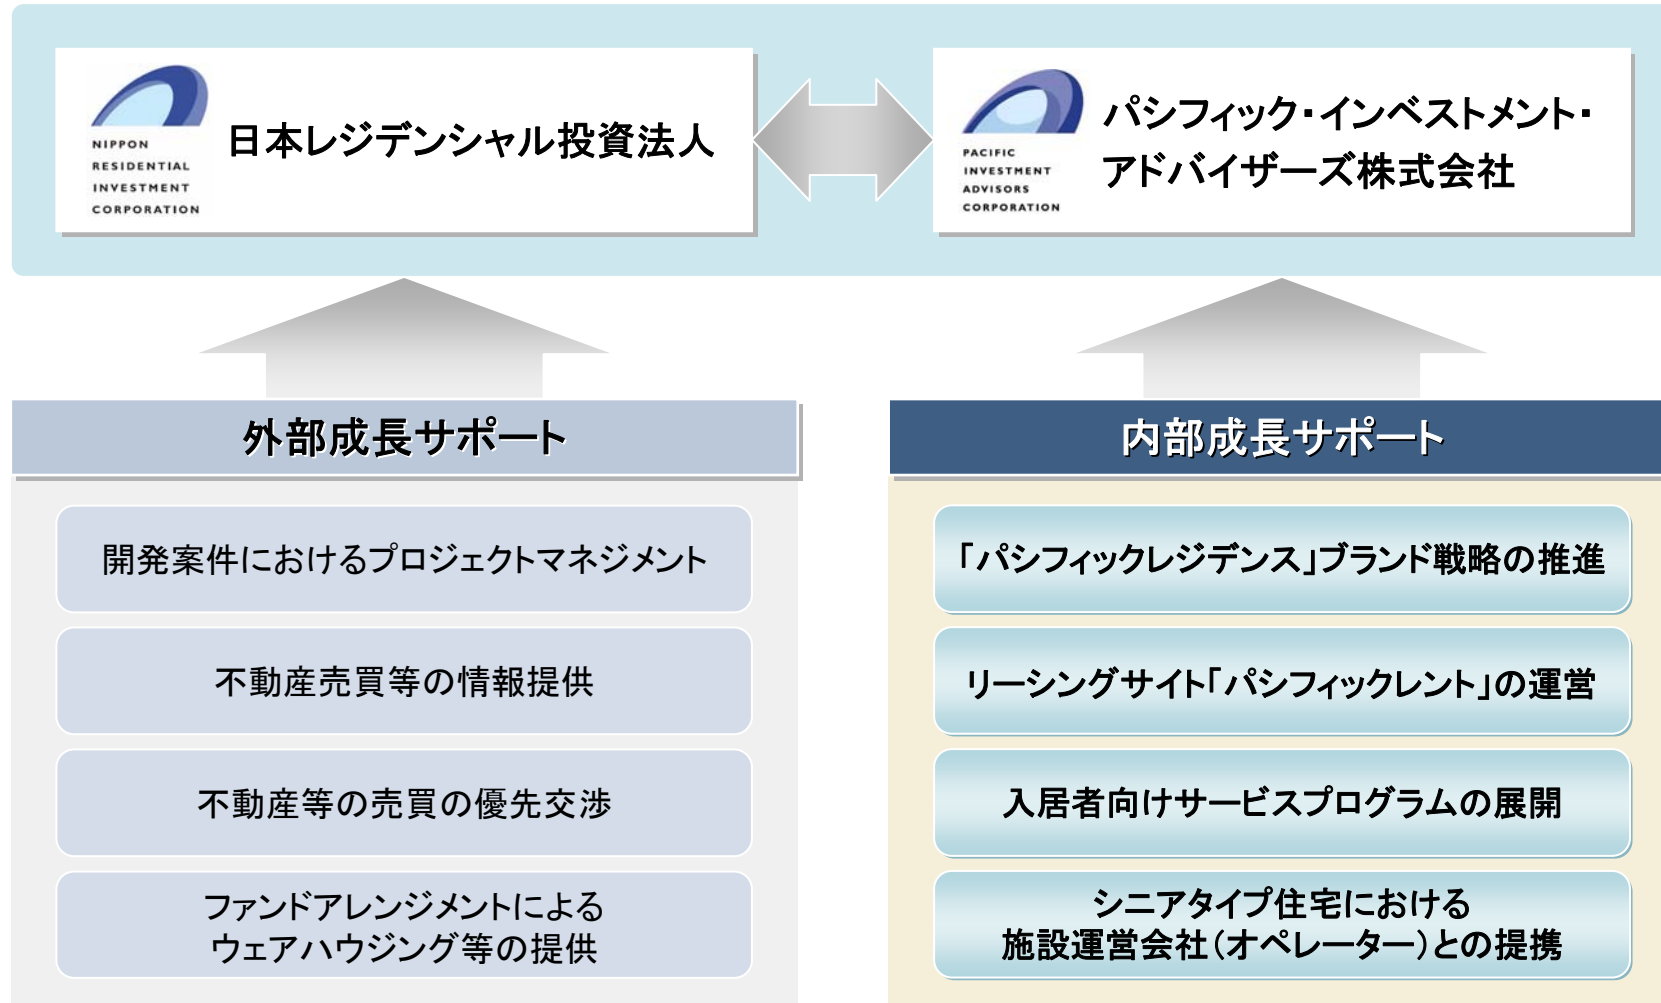 NIPPON
RESIDENTIAL
INVESTMENT
CORPORATION
日本レジデンシャル投資法人
PACIFIC
INVESTMENT
ADVISORS
CORPORATION
パシフィック・インベストメント・
アドバイザーズ株式会社
外部成長サポート
開発案件におけるプロジェクトマネジメント
不動産売買等の情報提供
不動産等の売買の優先交渉
ファンドアレンジメントによる
ウェアハウジング等の提供
内部成長サポート
「パシフィックレジデンス」ブランド戦略の推進
リーシングサイト「パシフィックレント」の運営
入居者向けサービスプログラムの展開
シニアタイプ住宅における
施設運営会社(オペレーター)との提携